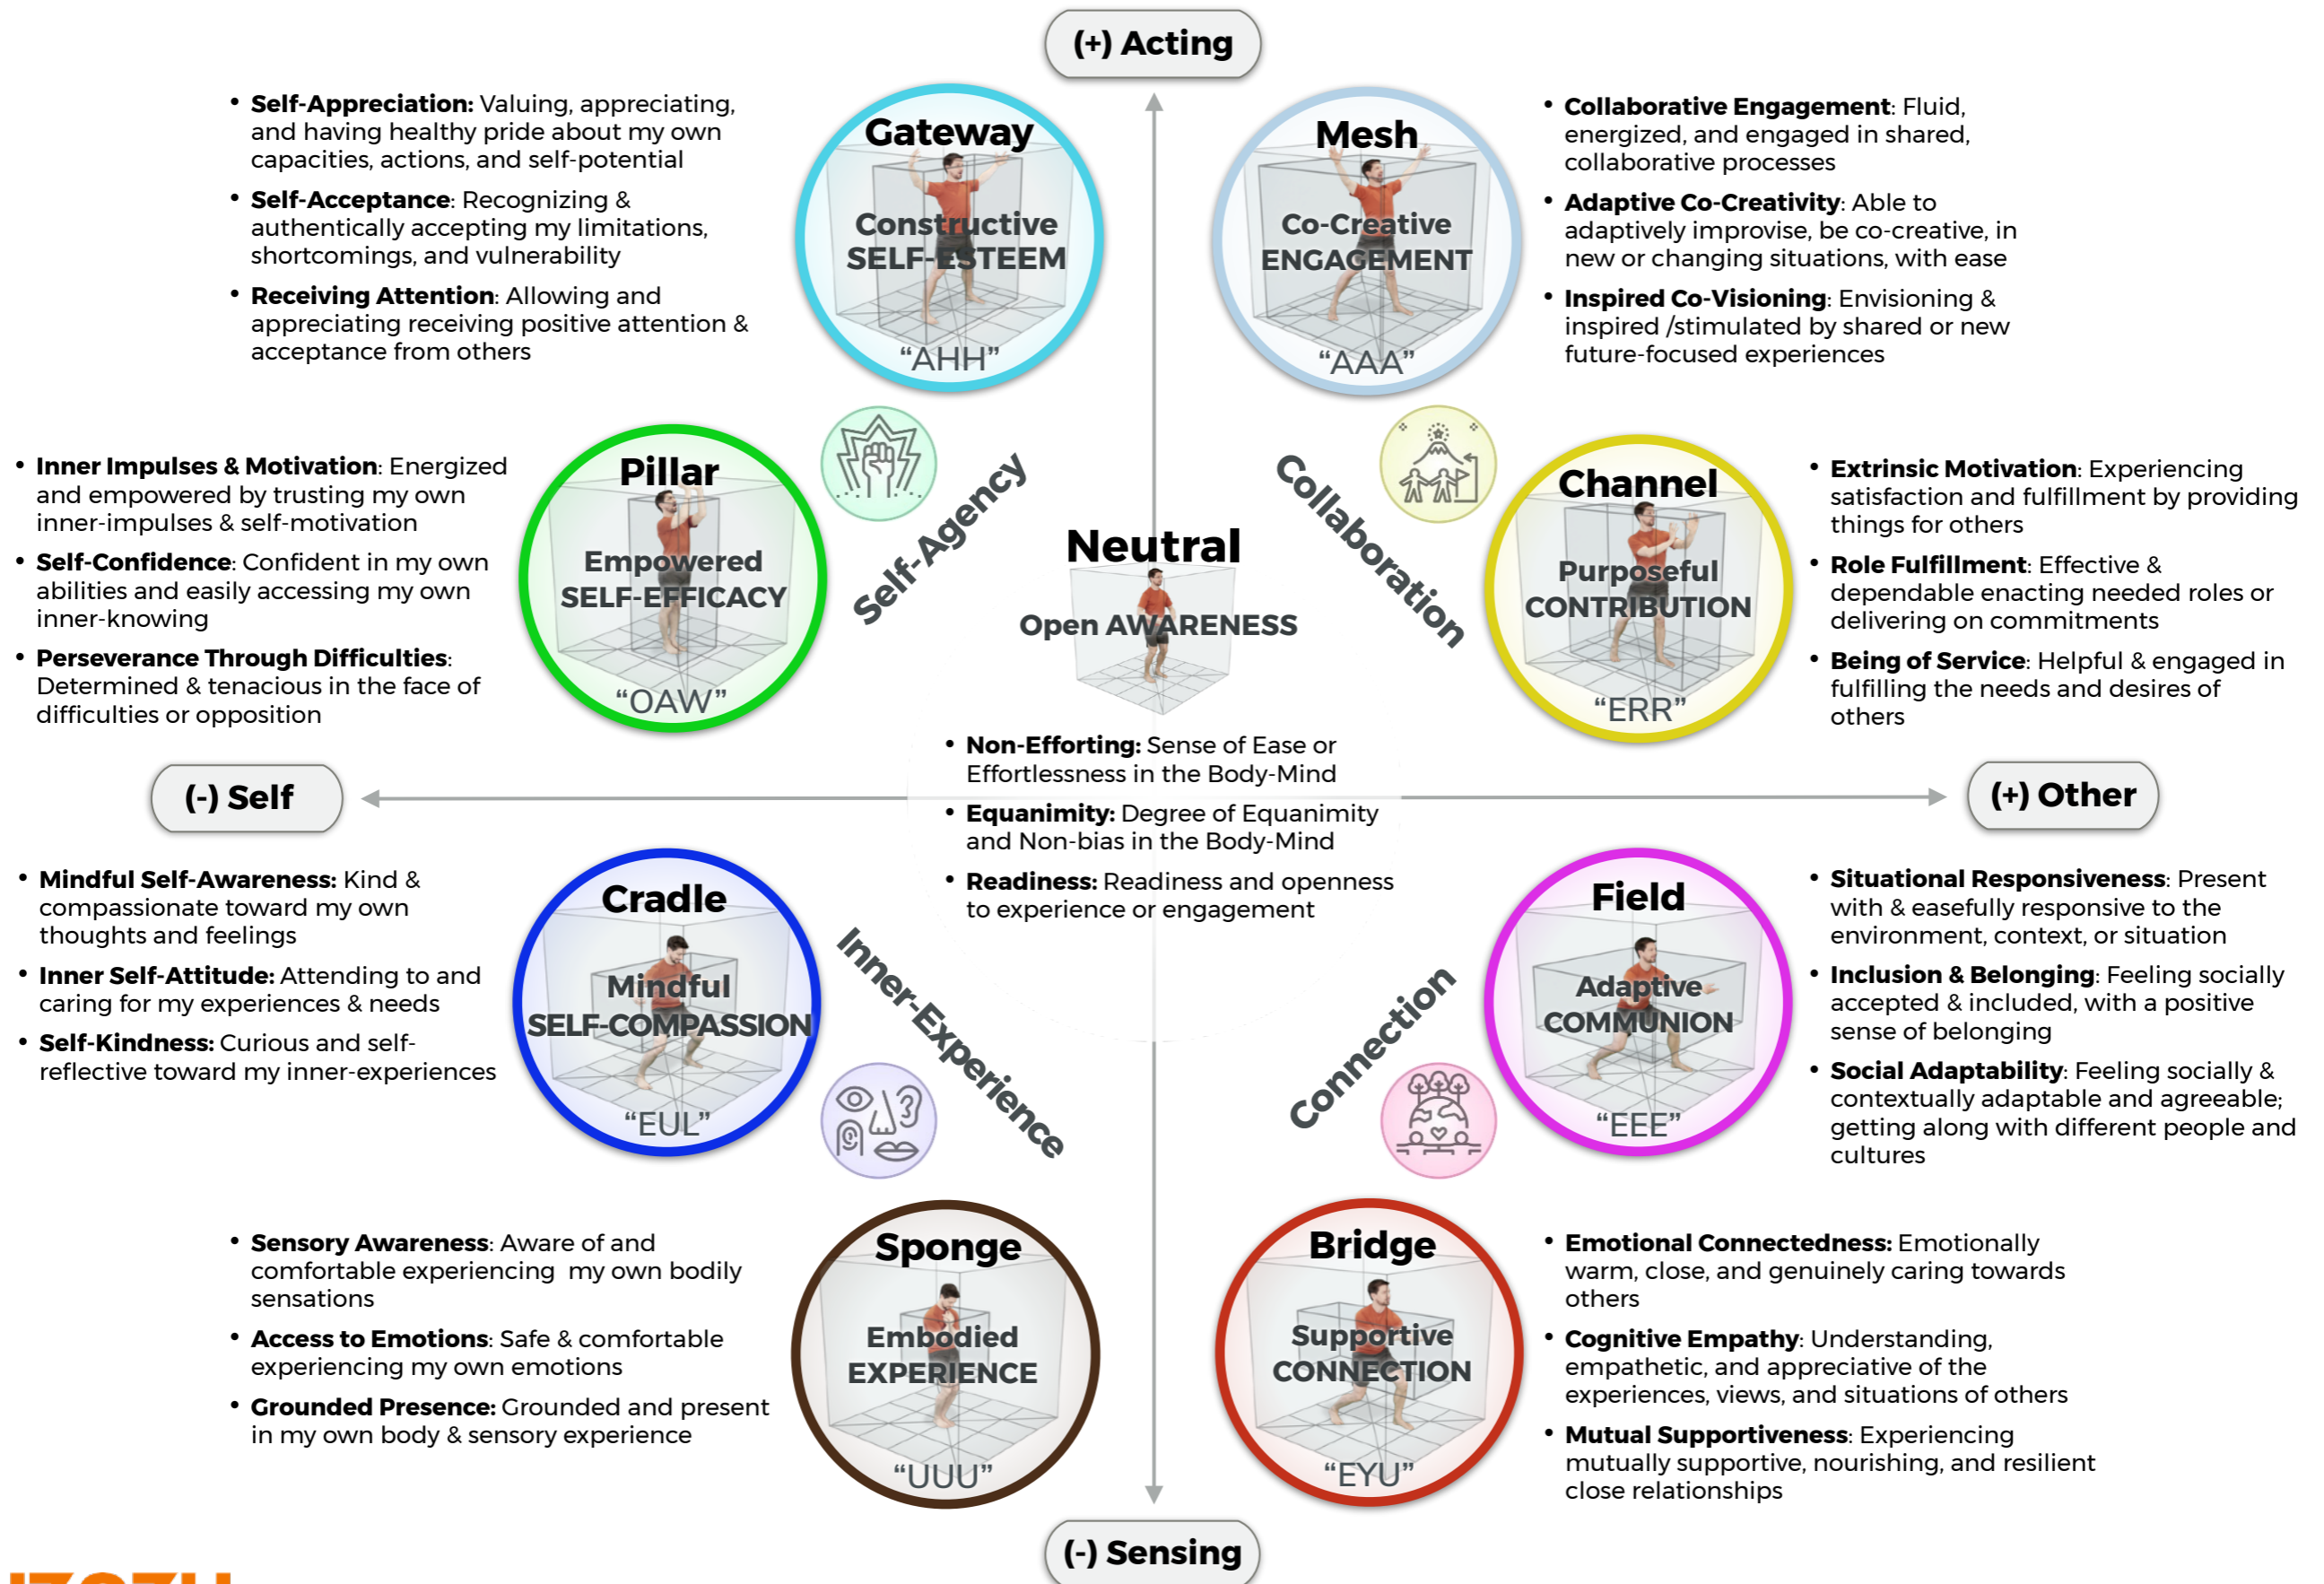 (+) Acting
• Self-Appreciation: Valuing, appreciating,
and having healthy pride about my own
capacities, actions, and self-potential
• Self-Acceptance: Recognizing &
authentically accepting my limitations,
shortcomings, and vulnerability
• Receiving Attention: Allowing and
appreciating receiving positive attention &
acceptance from others
Gateway
Constructive
SELF-ESTEEM
“AHH”
Mesh
Co-Creative
ENGAGEMENT
“AAA”
• Collaborative Engagement: Fluid,
energized, and engaged in shared,
collaborative processes
• Adaptive Co-Creativity: Able to
adaptively improvise, be co-creative, in
new or changing situations, with ease
• Inspired Co-Visioning: Envisioning &
inspired /stimulated by shared or new
future-focused experiences
• Inner Impulses & Motivation: Energized
and empowered by trusting my own
inner-impulses & self-motivation
• Self-Confidence: Confident in my own
abilities and easily accessing my own
inner-knowing
• Perseverance Through Difficulties:
Determined & tenacious in the face of
difficulties or opposition
Pillar
Empowered
SELF-EFFICACY
“OAW”
Self-Agency
Neutral
Open AWARENESS
Collaboration
Channel
Purposeful
CONTRIBUTION
“ERR”
• Extrinsic Motivation: Experiencing
satisfaction and fulfillment by providing
things for others
• Role Fulfillment: Effective &
dependable enacting needed roles or
delivering on commitments
• Being of Service: Helpful & engaged in
fulfilling the needs and desires of
others
• Non-Efforting: Sense of Ease or
Effortlessness in the Body-Mind
• Equanimity: Degree of Equanimity
and Non-bias in the Body-Mind
• Readiness: Readiness and openness
to experience or engagement
(-) Self
(+) Other
• Mindful Self-Awareness: Kind &
compassionate toward my own
thoughts and feelings
• Inner Self-Attitude: Attending to and
caring for my experiences & needs
• Self-Kindness: Curious and self-
reflective toward my inner-experiences
Cradle
Mindful
SELF-COMPASSION
“EUL”
Inner-Experience
Connection
Field
Adaptive
COMMUNION
“EEE”
• Situational Responsiveness: Present
with & easefully responsive to the
environment, context, or situation
• Inclusion & Belonging: Feeling socially
accepted & included, with a positive
sense of belonging
• Social Adaptability: Feeling socially &
contextually adaptable and agreeable;
getting along with different people and
cultures
• Sensory Awareness: Aware of and
comfortable experiencing my own bodily
sensations
• Access to Emotions: Safe & comfortable
experiencing my own emotions
• Grounded Presence: Grounded and present
in my own body & sensory experience
Sponge
Embodied
EXPERIENCE
“UUU”
Bridge
Supportive
CONNECTION
“EYU”
• Emotional Connectedness: Emotionally
warm, close, and genuinely caring towards
others
• Cognitive Empathy: Understanding,
empathetic, and appreciative of the
experiences, views, and situations of others
• Mutual Supportiveness: Experiencing
mutually supportive, nourishing, and resilient
close relationships
(-) Sensing